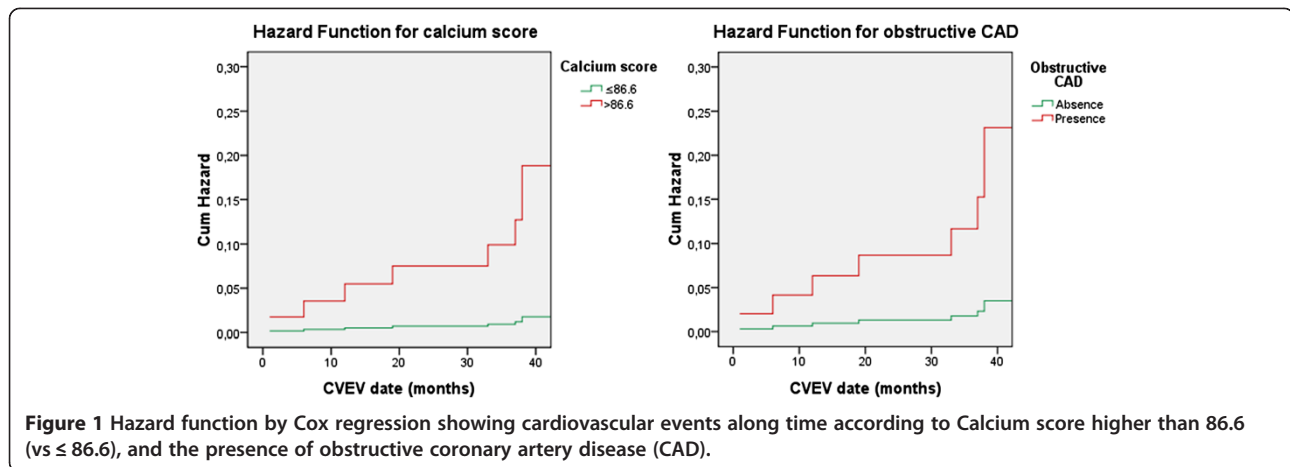 Hazard Function for calcium score
0,30
0,25
0,20
0,15
0,10
0,05
0,00
Cum Hazard
0
10
20
30
40
CVEV date (months)
Calcium score
≤86.6
>86.6
Hazard Function for obstructive CAD
0,30
0,25
0,20
0,15
0,10
0,05
0,00
Cum Hazard
0
10
20
30
40
CVEV date (months)
Obstructive
CAD
Absence
Presence
Figure 1 Hazard function by Cox regression showing cardiovascular events along time according to Calcium score higher than 86.6
(vs ≤ 86.6), and the presence of obstructive coronary artery disease (CAD).